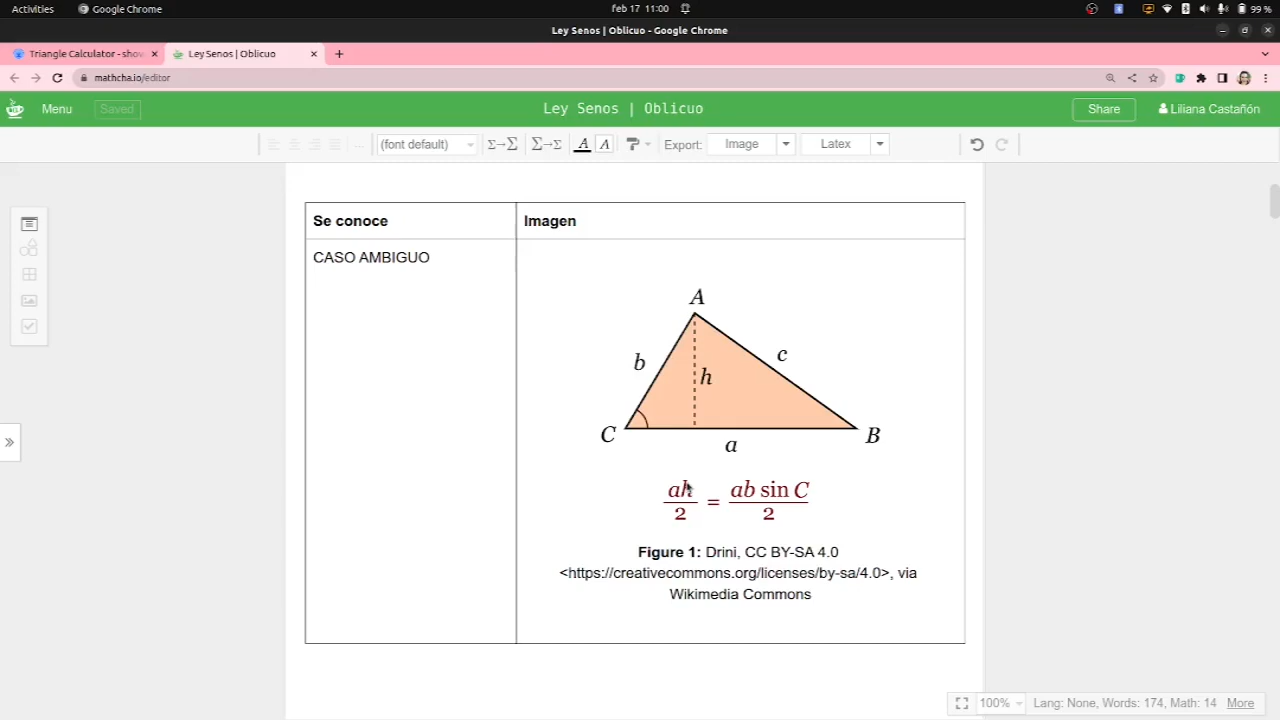 Activities
Google Chrome
feb 17 11:00
99 %
Ley Senos | Oblicuo - Google Chrome
Triangle Calculator - show
Ley Senos | Oblicuo
mathcha.io/editor
Menu
Saved
Ley Senos | Oblicuo
Share
Liliana Castañón
(font default)
Σ→Σ
Σ→Σ
A
A
Export:
Image
Latex
Se conoce
Imagen
CASO AMBIGUO
A
b
c
h
C
B
a
ah/2 = ab sin C/2
Figure 1: Drini, CC BY-SA 4.0
<https://creativecommons.org/licenses/by-sa/4.0>, via
Wikimedia Commons
100%
Lang: None, Words: 174, Math: 14
More